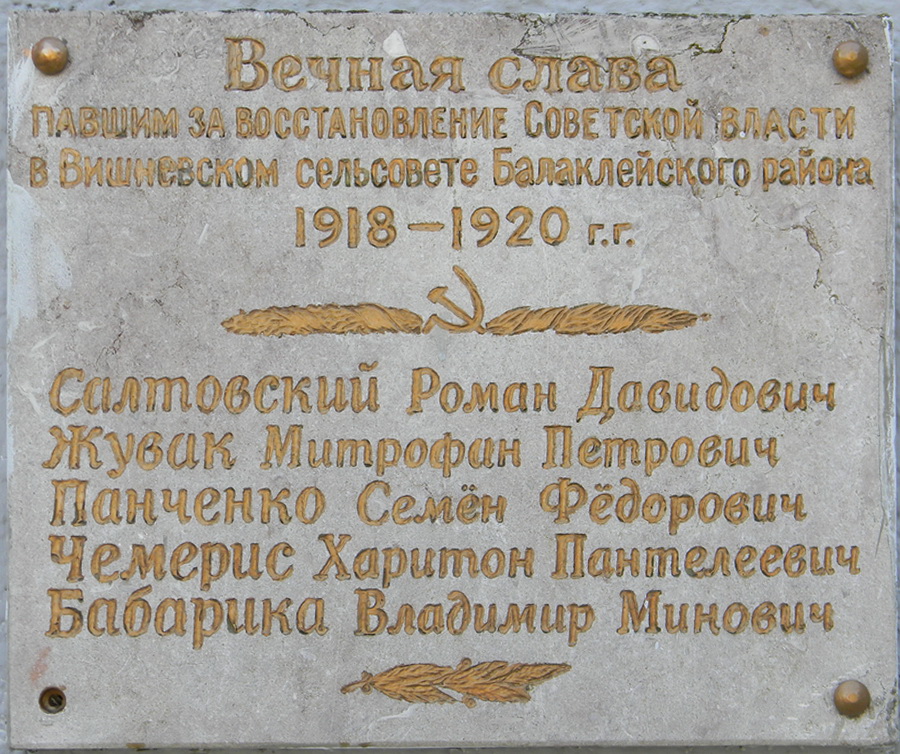 Вечная слава
павшим за восстановление Советской власти
в Вишневском сельсовете Балаклейского района
1918 – 1920 г.г.
Салтовский Роман Давидович
Жувак Митрофан Петрович
Панченко Семён Фёдорович
Чемерис Харитон Пантелеевич
Бабарика Владимир Минович